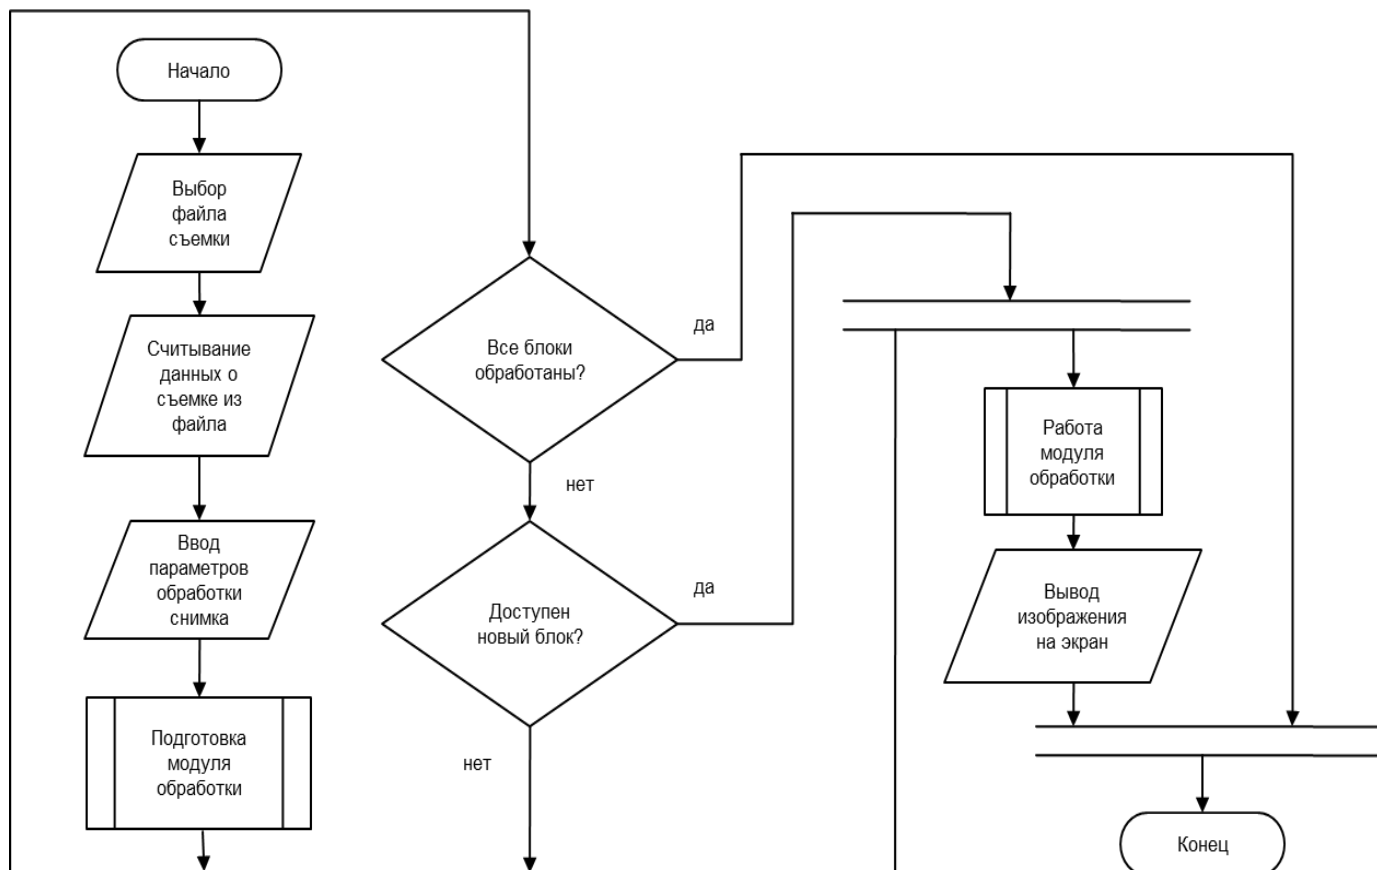 Начало
Выбор
файла
съемки
Считывание
данных о
съемке из
файла
Ввод
параметров
обработки
снимка
Подготовка
модуля
обработки
Все блоки
обработаны?
да
нет
Доступен
новый блок?
да
нет
Работа
модуля
обработки
Вывод
изображения
на экран
Конец